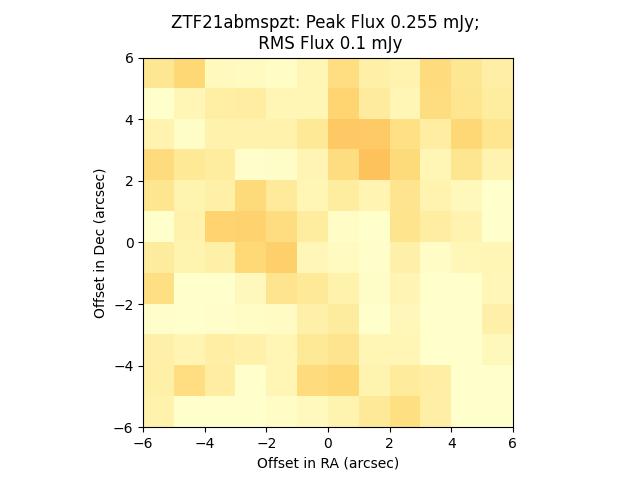 ZTF21abmspzt: Peak Flux 0.255 mJy;
RMS Flux 0.1 mJy
6
4
2
0
−2
−4
−6
Offset in Dec (arcsec)
−6 −4 −2 0 2 4 6
Offset in RA (arcsec)